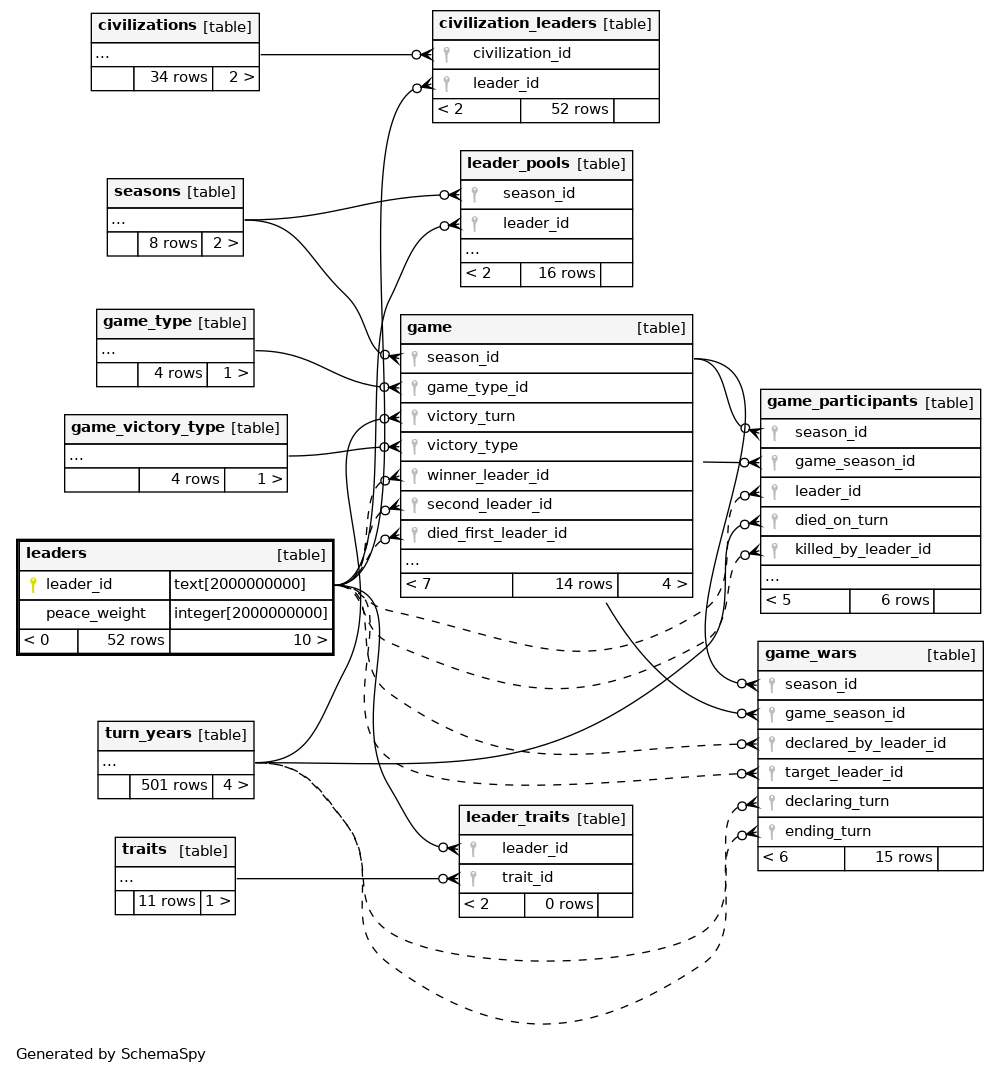 civilizations [table]
...
34 rows 2 >
civilization_leaders [table]
civilization_id
leader_id
< 2 52 rows
leader_pools [table]
season_id
leader_id
...
< 2 16 rows
seasons [table]
...
8 rows 2 >
game_type [table]
...
4 rows 1 >
game [table]
season_id
game_type_id
victory_turn
victory_type
winner_leader_id
second_leader_id
died_first_leader_id
...
< 7 14 rows 4 >
game_victory_type [table]
...
4 rows 1 >
game_participants [table]
season_id
game_season_id
leader_id
died_on_turn
killed_by_leader_id
...
< 5 6 rows
leaders [table]
leader_id text[2000000000]
peace_weight integer[2000000000]
< 0 52 rows 10 >
game_wars [table]
season_id
game_season_id
declared_by_leader_id
target_leader_id
declaring_turn
ending_turn
< 6 15 rows
turn_years [table]
...
501 rows 4 >
leader_traits [table]
leader_id
trait_id
< 2 0 rows
traits [table]
...
11 rows 1 >
Generated by SchemaSpy